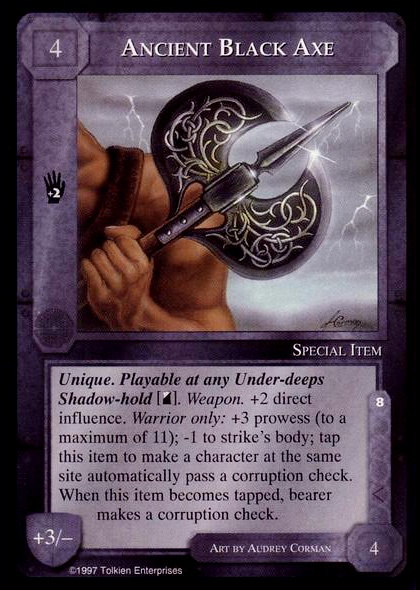 4
ANCIENT BLACK AXE
+2
SPECIAL ITEM
Unique. Playable at any Under-deeps
Shadow-hold [ ]. Weapon. +2 direct
influence. Warrior only: +3 prowess (to a
maximum of 11); -1 to strike's body; tap
this item to make a character at the same
site automatically pass a corruption check.
When this item becomes tapped, bearer
makes a corruption check.
8
+3/–
ART BY AUDREY CORMAN
4
©1997 Tolkien Enterprises